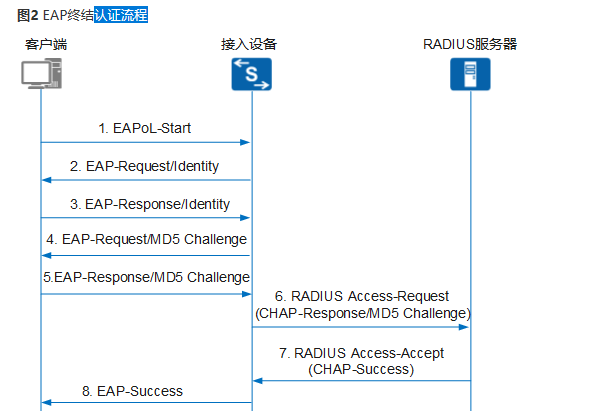 图2 EAP终结认证流程
客户端 接入设备 RADIUS服务器
S
1. EAPoL-Start
2. EAP-Request/Identity
3. EAP-Response/Identity
4. EAP-Request/MD5 Challenge
5.EAP-Response/MD5 Challenge
6. RADIUS Access-Request
(CHAP-Response/MD5 Challenge)
7. RADIUS Access-Accept
(CHAP-Success)
8. EAP-Success